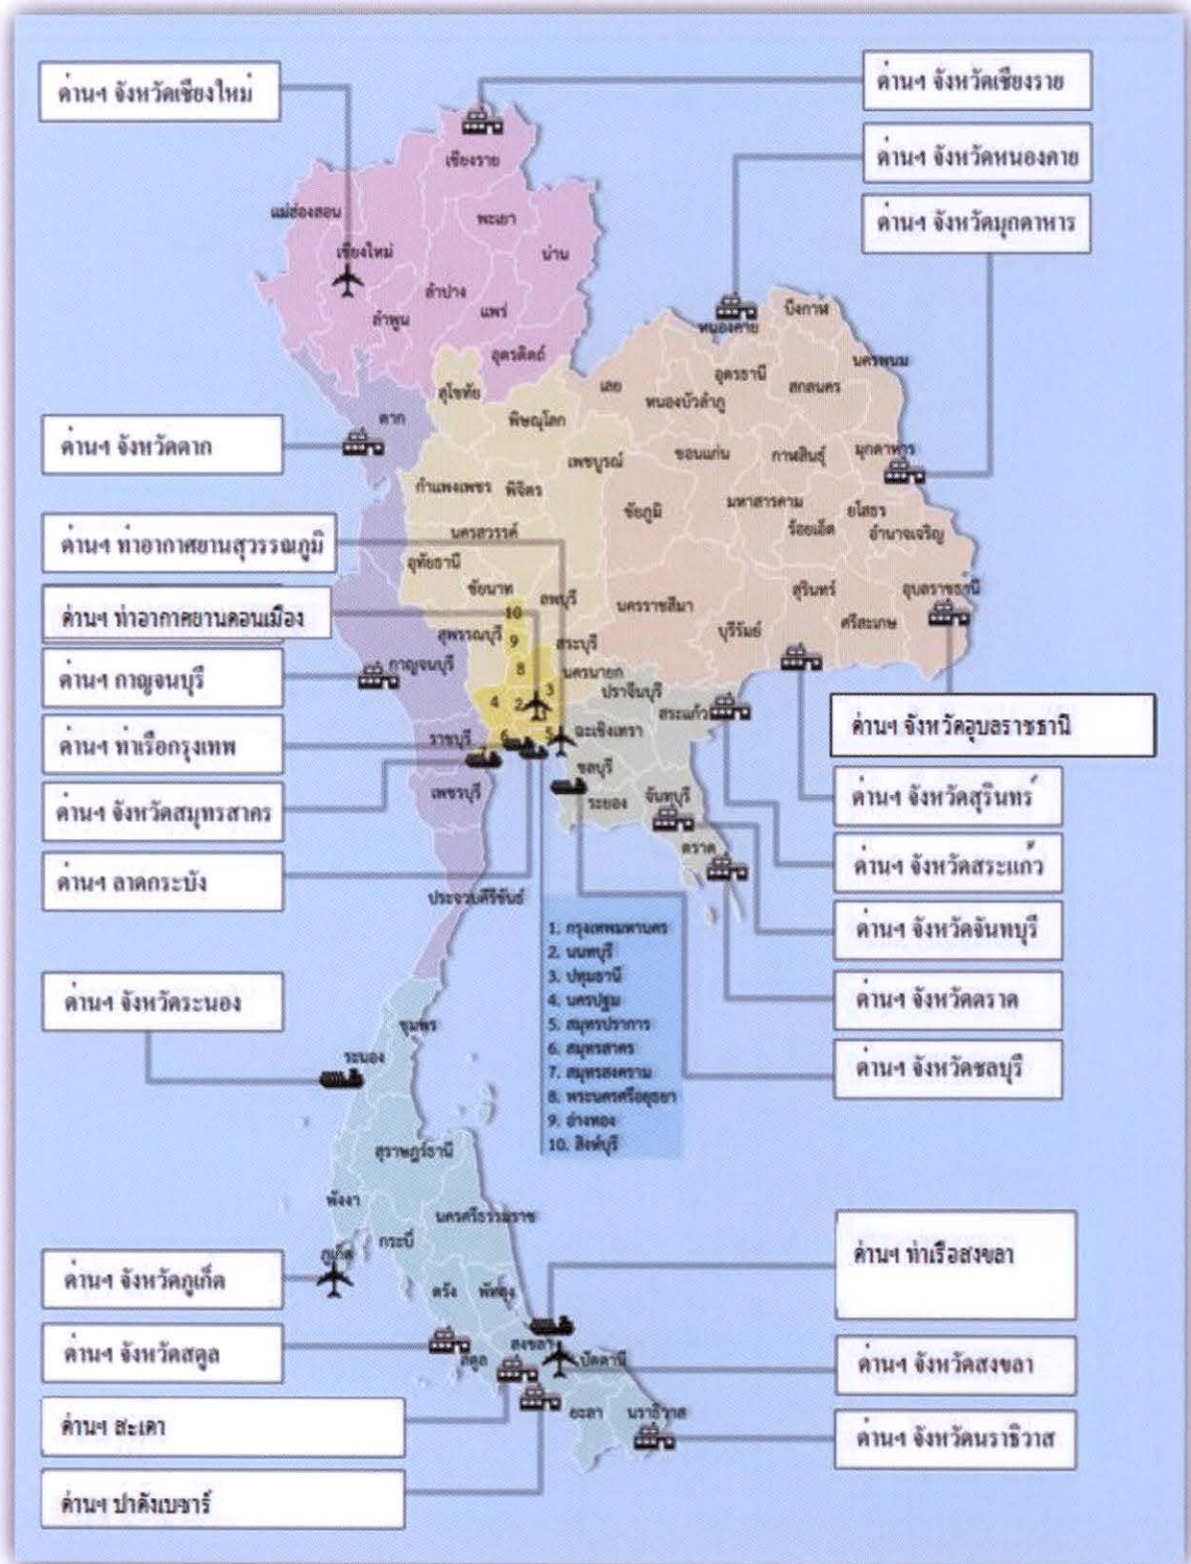 ด่านฯ จังหวัดเชียงใหม่
ด่านฯ จังหวัดตาก
ด่านฯ ท่าอากาศยานสุวรรณภูมิ
ด่านฯ ท่าอากาศยานดอนเมือง
ด่านฯ กาญจนบุรี
ด่านฯ ท่าเรือกรุงเทพ
ด่านฯ จังหวัดสมุทรสาคร
ด่านฯ ลาดกระบัง
ด่านฯ จังหวัดระนอง
ด่านฯ จังหวัดภูเก็ต
ด่านฯ จังหวัดสตูล
ด่านฯ สะเดา
ด่านฯ ปาดังเบซาร์
ด่านฯ จังหวัดเชียงราย
ด่านฯ จังหวัดหนองคาย
ด่านฯ จังหวัดมุกดาหาร
ด่านฯ จังหวัดอุบลราชธานี
ด่านฯ จังหวัดสุรินทร์
ด่านฯ จังหวัดสระแก้ว
ด่านฯ จังหวัดจันทบุรี
ด่านฯ จังหวัดตราด
ด่านฯ จังหวัดชลบุรี
ด่านฯ ท่าเรือสงขลา
ด่านฯ จังหวัดสงขลา
ด่านฯ จังหวัดนราธิวาส
เชียงราย
แม่ฮ่องสอน
พะเยา
เชียงใหม่
น่าน
ลำปาง
ลำพูน
แพร่
อุตรดิตถ์
สุโขทัย
ตาก
พิษณุโลก
เพชบูรณ์
กำแพงเพชร
พิจิตร
นครสวรรค์
อุทัยธานี
ชัยนาท
ลพบุรี
10
สุพรรณบุรี
9
สระบุรี
8
นครนายก
กาญจนบุรี
4
2
3
1
6
5
7
บึงกาฬ
หนองคาย
นครพนม
เลย
อุดรธานี
สกลนคร
หนองบัวลำภู
ขอนแก่น
กาฬสินธุ์
มุกดาหาร
ชัยภูมิ
มหาสารคาม
ยโสธร
ร้อยเอ็ด
อำนาจเจริญ
นครราชสีมา
สุรินทร์
อุบลราชธานี
บุรีรัมย์
ศรีสะเกษ
ปราจีนบุรี
สระแก้ว
ฉะเชิงเทรา
ชลบุรี
ระยอง
จันทบุรี
ตราด
ราชบุรี
เพชรบุรี
ประจวบคีรีขันธ์
1. กรุงเทพมหานคร
2. นนทบุรี
3. ปทุมธานี
4. นครปฐม
5. สมุทรปราการ
6. สมุทรสาคร
7. สมุทรสงคราม
8. พระนครศรีอยุธยา
9. อ่างทอง
10. สิงห์บุรี
ชุมพร
ระนอง
สุราษฎร์ธานี
พังงา
นครศรีธรรมราช
กระบี่
ภูเก็ต
ตรัง
พัทลุง
สงขลา
สตูล
ปัตตานี
ยะลา
นราธิวาส